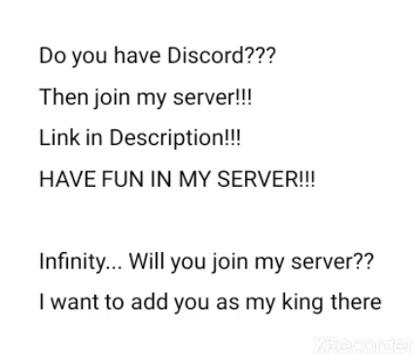 Do you have Discord???
Then join my server!!!
Link in Description!!!
HAVE FUN IN MY SERVER!!!
Infinity... Will you join my server??
I want to add you as my king there
XRecorder